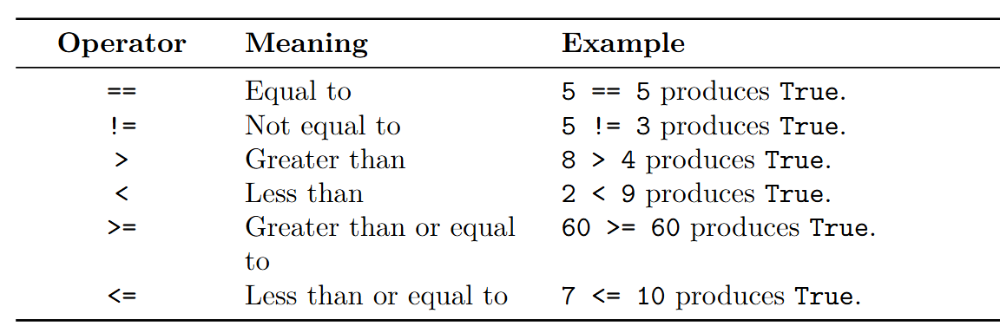 Operator Meaning Example
== Equal to 5 == 5 produces True.
!= Not equal to 5 != 3 produces True.
> Greater than 8 > 4 produces True.
< Less than 2 < 9 produces True.
>= Greater than or equal 60 >= 60 produces True.
to
<= Less than or equal to 7 <= 10 produces True.